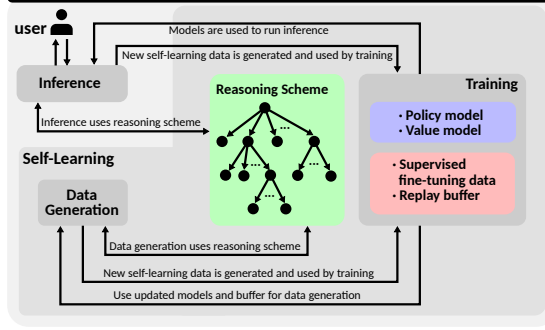 user
Models are used to run inference
New self-learning data is generated and used by training
Inference
Reasoning Scheme
Training
· Policy model
· Value model
Inference uses reasoning scheme
...
...
...
...
Self-Learning
· Supervised
fine-tuning data
· Replay buffer
Data
Generation
Data generation uses reasoning scheme
New self-learning data is generated and used by training
Use updated models and buffer for data generation